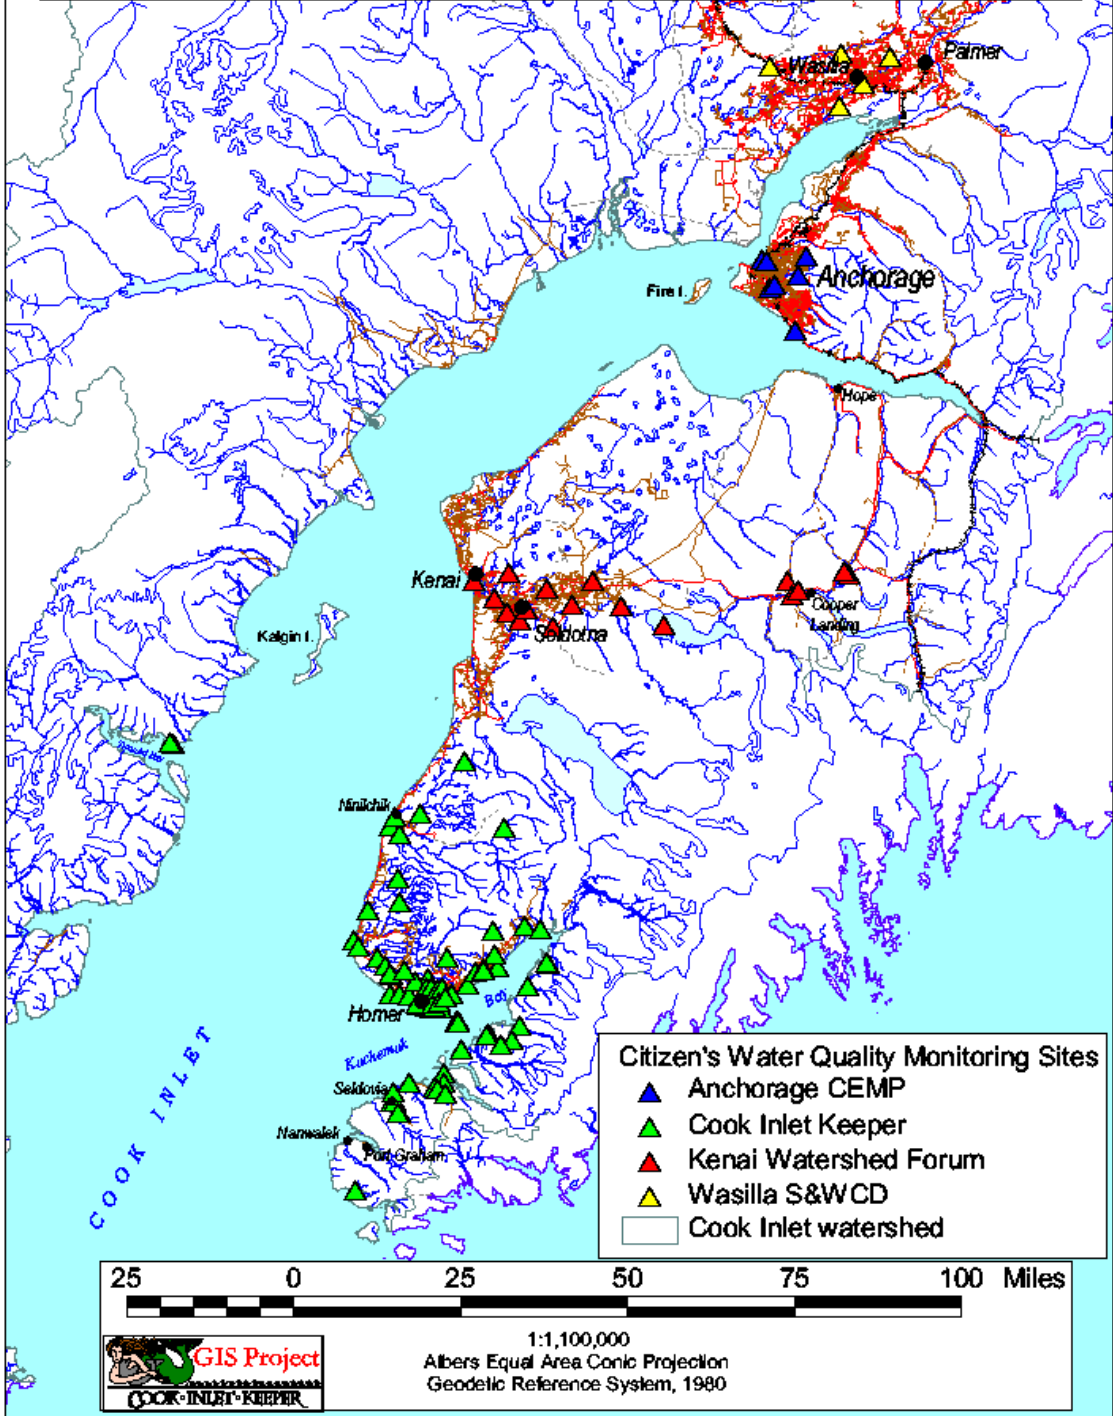 Palmer
Wasilla
Anchorage
Fire I.
Hope
Kenai
Soldotna
Cooper
Landing
Kalgin I.
Ninilchik
Homer
Bay
Kachemak
Seldovia
Nanwalek
Port Graham
COOK INLET
Citizen's Water Quality Monitoring Sites
Anchorage CEMP
Cook Inlet Keeper
Kenai Watershed Forum
Wasilla S&WCD
Cook Inlet watershed
25 0 25 50 75 100 Miles
1:1,100,000
Albers Equal Area Conic Projection
Geodetic Reference System, 1980
GIS Project
COOK•INLET•KEEPER